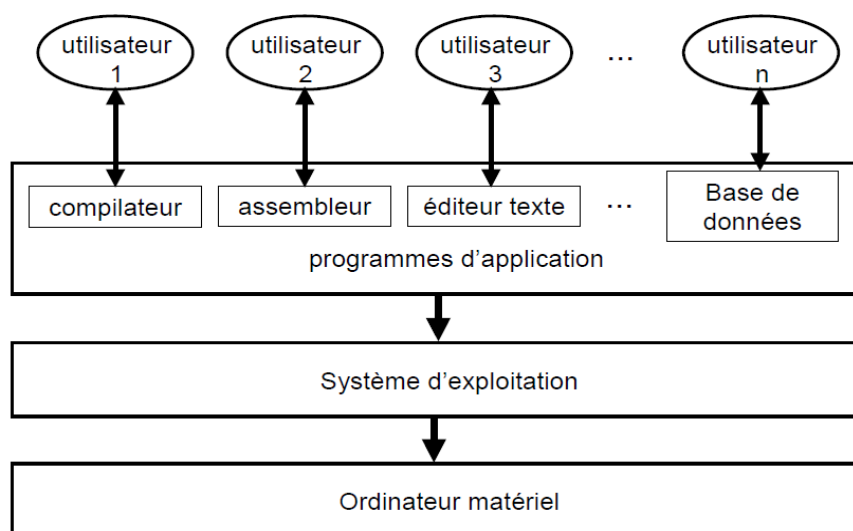 utilisateur utilisateur utilisateur ... utilisateur
1 2 3 n
compilateur assembleur éditeur texte ... Base de
données
programmes d’application
Système d’exploitation
Ordinateur matériel